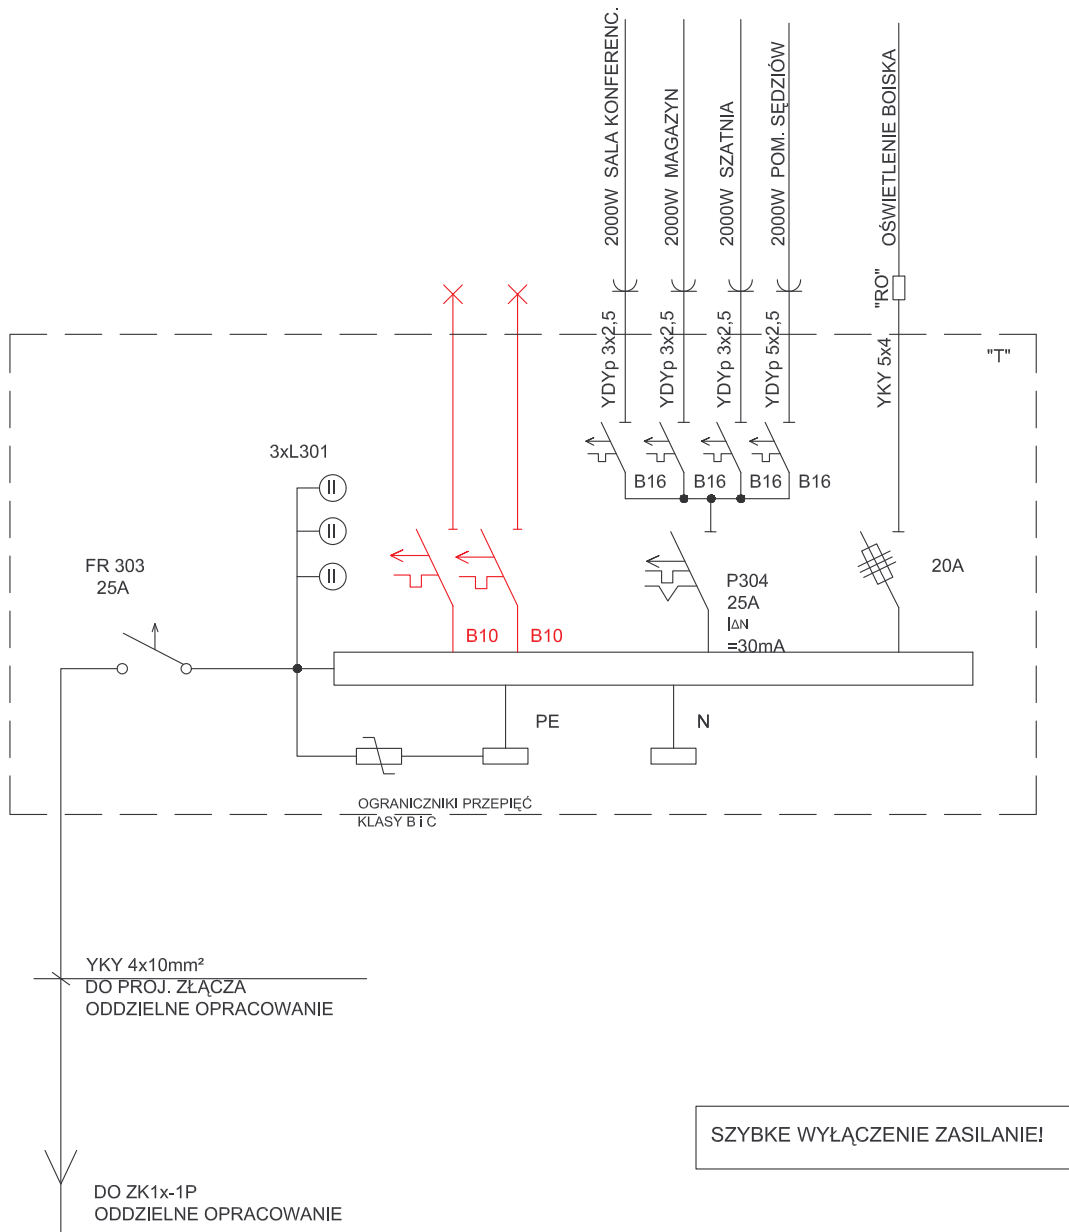 2000W SALA KONFERENC.
2000W MAGAZYN
2000W SZATNIA
2000W POM. SĘDZIÓW
OŚWIETLENIE BOISKA
"RO"
YDYp 3x2,5
YDYp 3x2,5
YDYp 3x2,5
YDYp 5x2,5
YKY 5x4
"T"
3xL301
B16
B16
B16
B16
FR 303
25A
B10
B10
P304
25A
I∆N
=30mA
20A
PE
N
OGRANICZNIKI PRZEPIĘĆ
KLASY B i C
YKY 4x10mm²
DO PROJ. ZŁĄCZA
ODDZIELNE OPRACOWANIE
SZYBKE WYŁĄCZENIE ZASILANIE!
DO ZK1x-1P
ODDZIELNE OPRACOWANIE